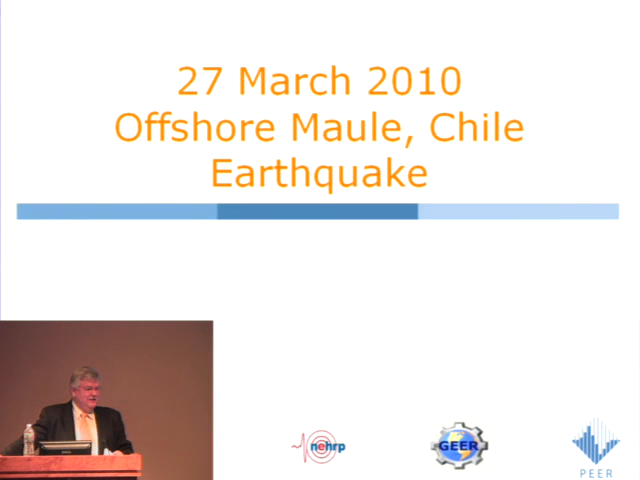 27 March 2010
Offshore Maule, Chile
Earthquake
nehrp
GEER
PEER